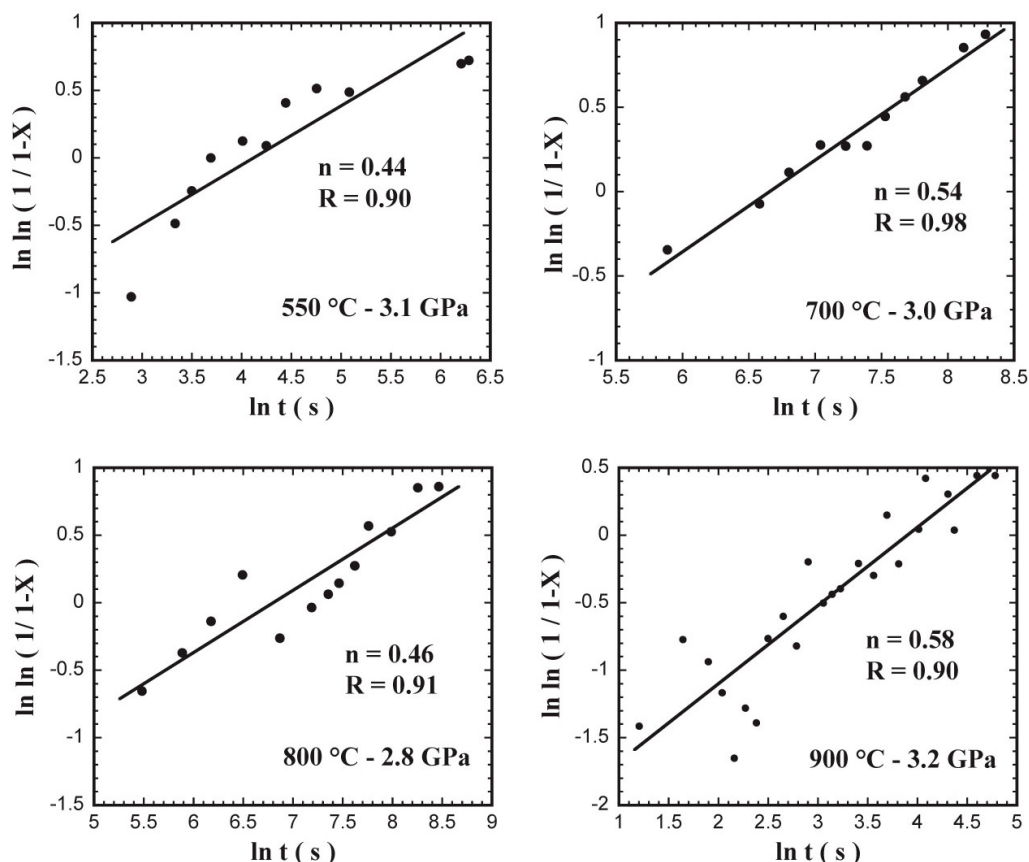 1
0.5
0
-0.5
-1
-1.5
ln ln ( 1 / 1-X )
n = 0.44
R = 0.90
550 °C - 3.1 GPa
2.5 3 3.5 4 4.5 5 5.5 6 6.5
ln t ( s )
1
0.5
0
-0.5
-1
ln ln ( 1/ 1-X )
n = 0.54
R = 0.98
700 °C - 3.0 GPa
5.5 6 6.5 7 7.5 8 8.5
ln t ( s )
1
0.5
0
-0.5
-1
-1.5
ln ln ( 1/ 1-X )
n = 0.46
R = 0.91
800 °C - 2.8 GPa
5 5.5 6 6.5 7 7.5 8 8.5 9
ln t ( s )
0.5
0
-0.5
-1
-1.5
-2
ln ln ( 1 / 1-X )
n = 0.58
R = 0.90
900 °C - 3.2 GPa
1 1.5 2 2.5 3 3.5 4 4.5 5
ln t ( s )